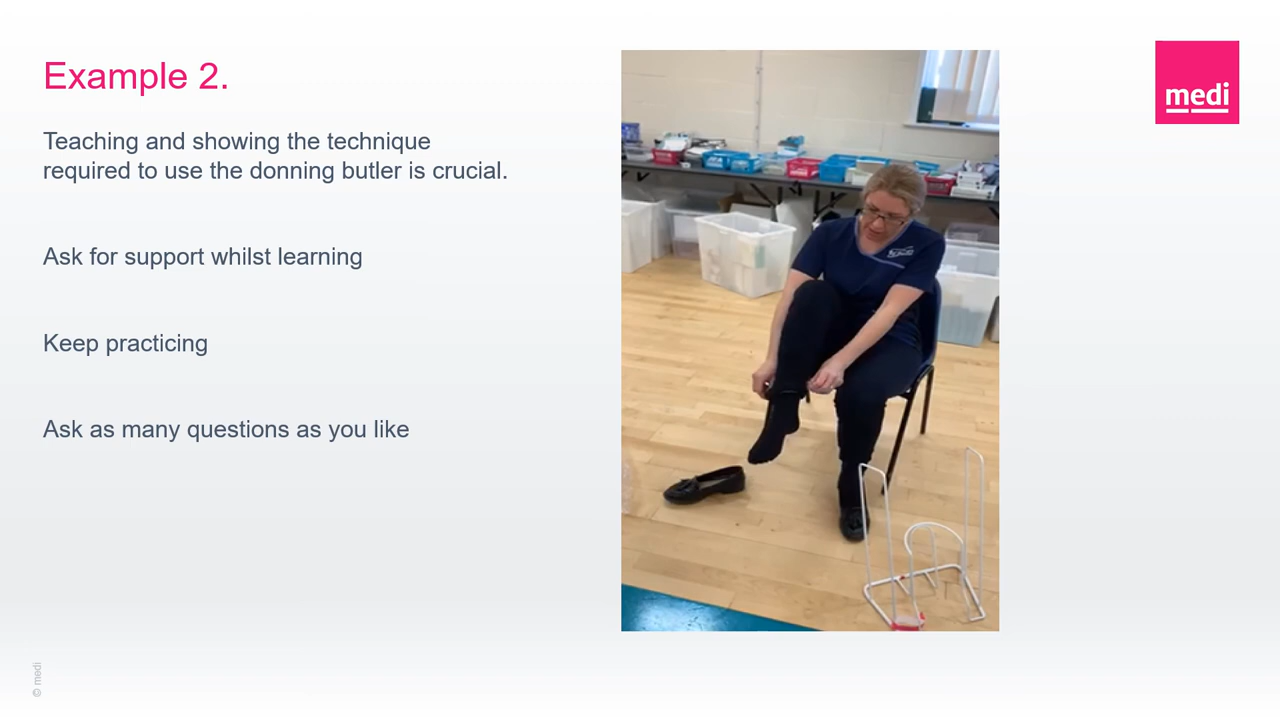 Example 2.
Teaching and showing the technique
required to use the donning butler is crucial.
Ask for support whilst learning
Keep practicing
Ask as many questions as you like
medi
© medi